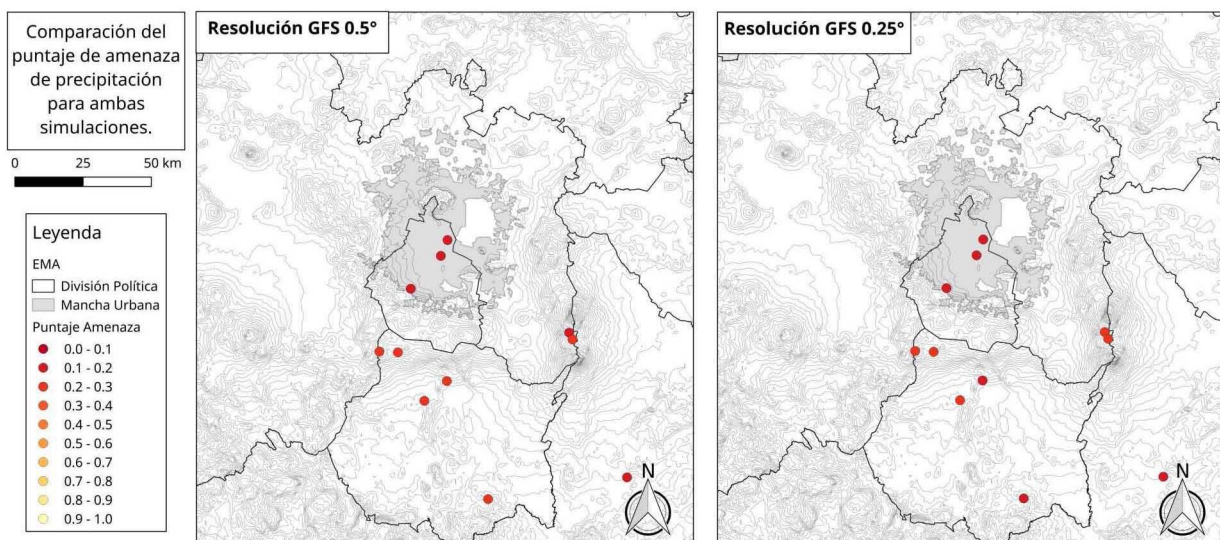 Comparación del
puntaje de amenaza
de precipitación
para ambas
simulaciones.
0 25 50 km
Leyenda
EMA
División Política
Mancha Urbana
Puntaje Amenaza
0.0 - 0.1
0.1 - 0.2
0.2 - 0.3
0.3 - 0.4
0.4 - 0.5
0.5 - 0.6
0.6 - 0.7
0.7 - 0.8
0.8 - 0.9
0.9 - 1.0
Resolución GFS 0.5°
N
Resolución GFS 0.25°
N